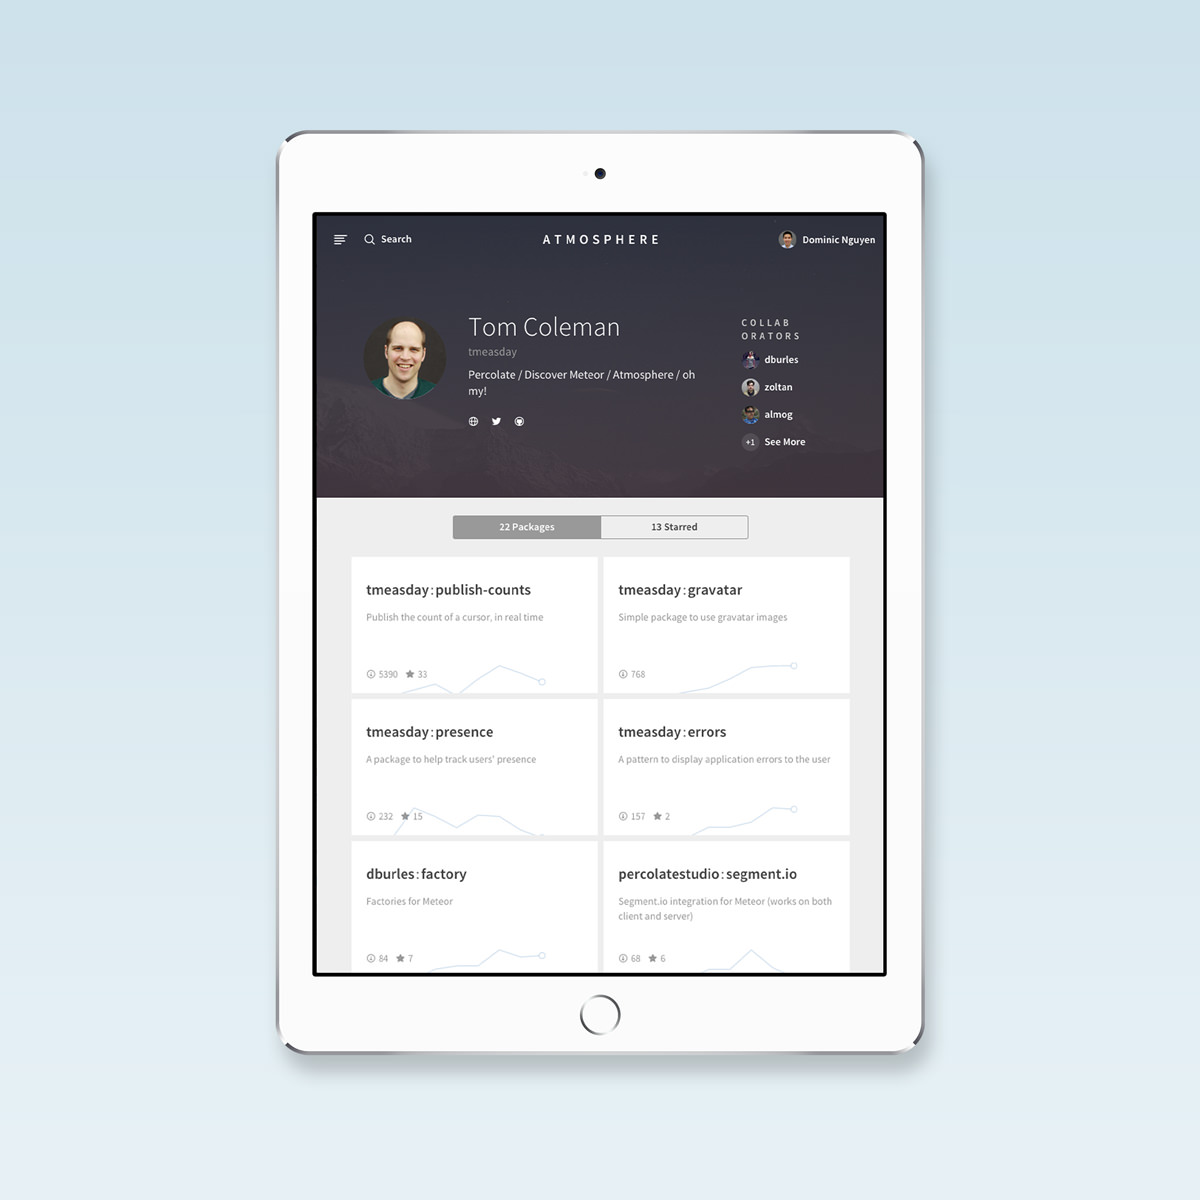 Search
ATMOSPHERE
Dominic Nguyen
Tom Coleman
tmeasday
Percolate / Discover Meteor / Atmosphere / oh
my!
COLLAB
ORATORS
dburles
zoltan
almog
+1 See More
22 Packages
13 Starred
tmeasday:publish-counts
Publish the count of a cursor, in real time
5390 33
tmeasday:gravatar
Simple package to use gravatar images
768
tmeasday:presence
A package to help track users' presence
232 15
tmeasday:errors
A pattern to display application errors to the user
157 2
dburles:factory
Factories for Meteor
84 7
percolatestudio:segment.io
Segment.io integration for Meteor (works on both
client and server)
68 6